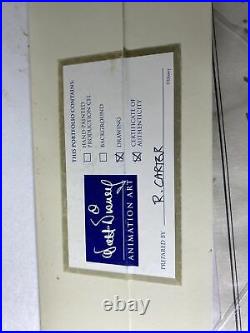 THIS PORTFOLIO CONTAINS:
☐ HAND PAINTED
PRODUCTION CEL
☐ BACKGROUND
☒ DRAWING
☒ CERTIFICATE OF
AUTHENTICITY
Walt Disney
ANIMATION ART
PREPARED BY R. CARTER
©Disney